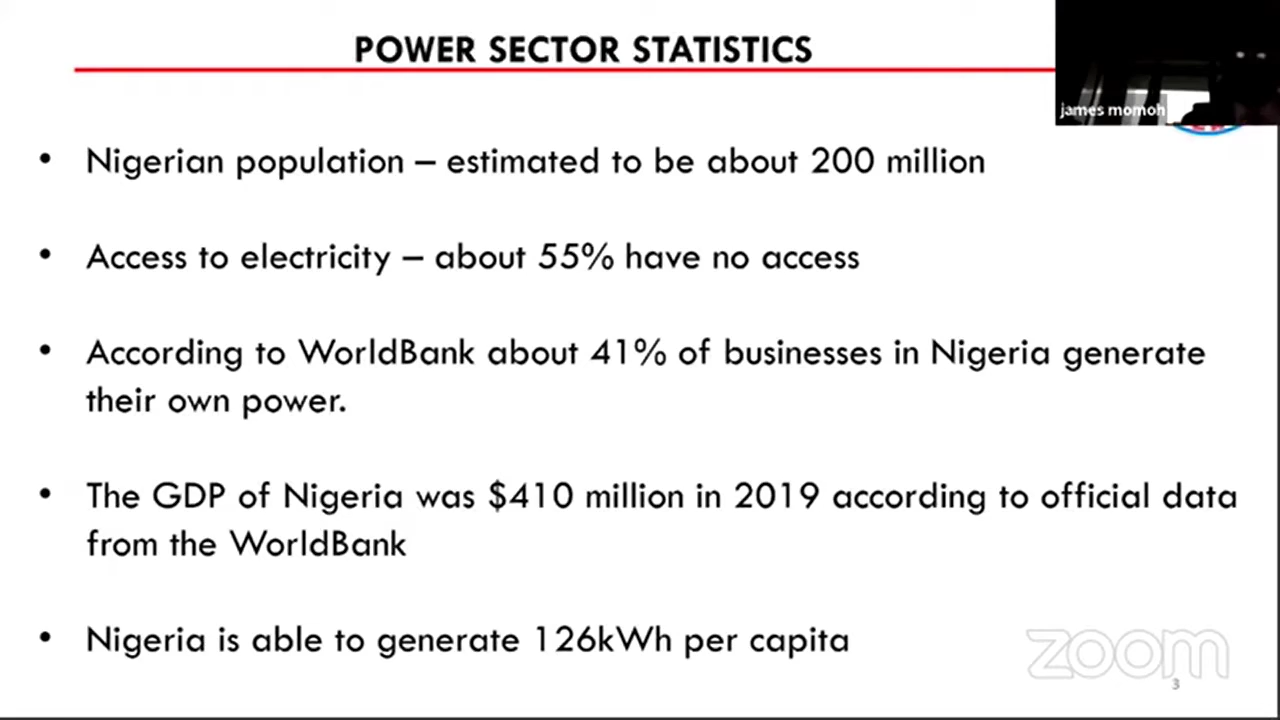 POWER SECTOR STATISTICS
james momoh
• Nigerian population – estimated to be about 200 million
• Access to electricity – about 55% have no access
• According to WorldBank about 41% of businesses in Nigeria generate
their own power.
• The GDP of Nigeria was $410 million in 2019 according to official data
from the WorldBank
• Nigeria is able to generate 126kWh per capita
zoom
3